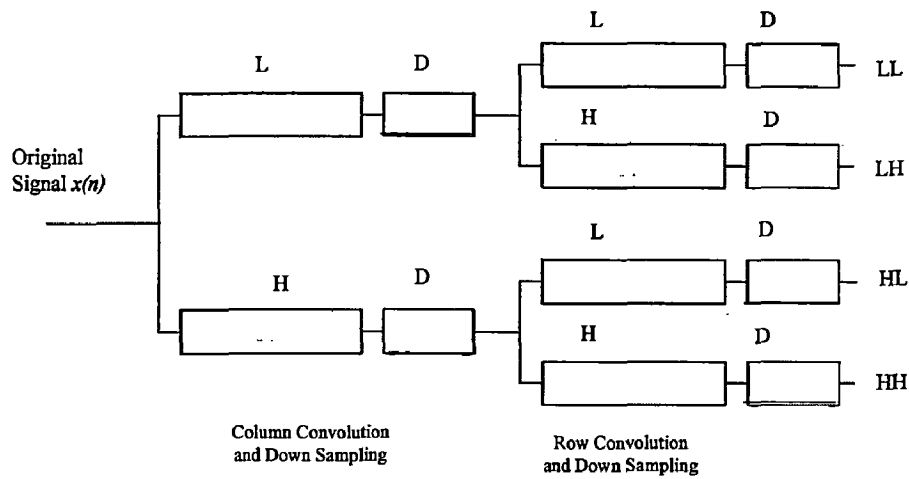 L D
L D LL
H D LH
Original
Signal x(n)
L D HL
H D
H D HH
Column Convolution
and Down Sampling
Row Convolution
and Down Sampling